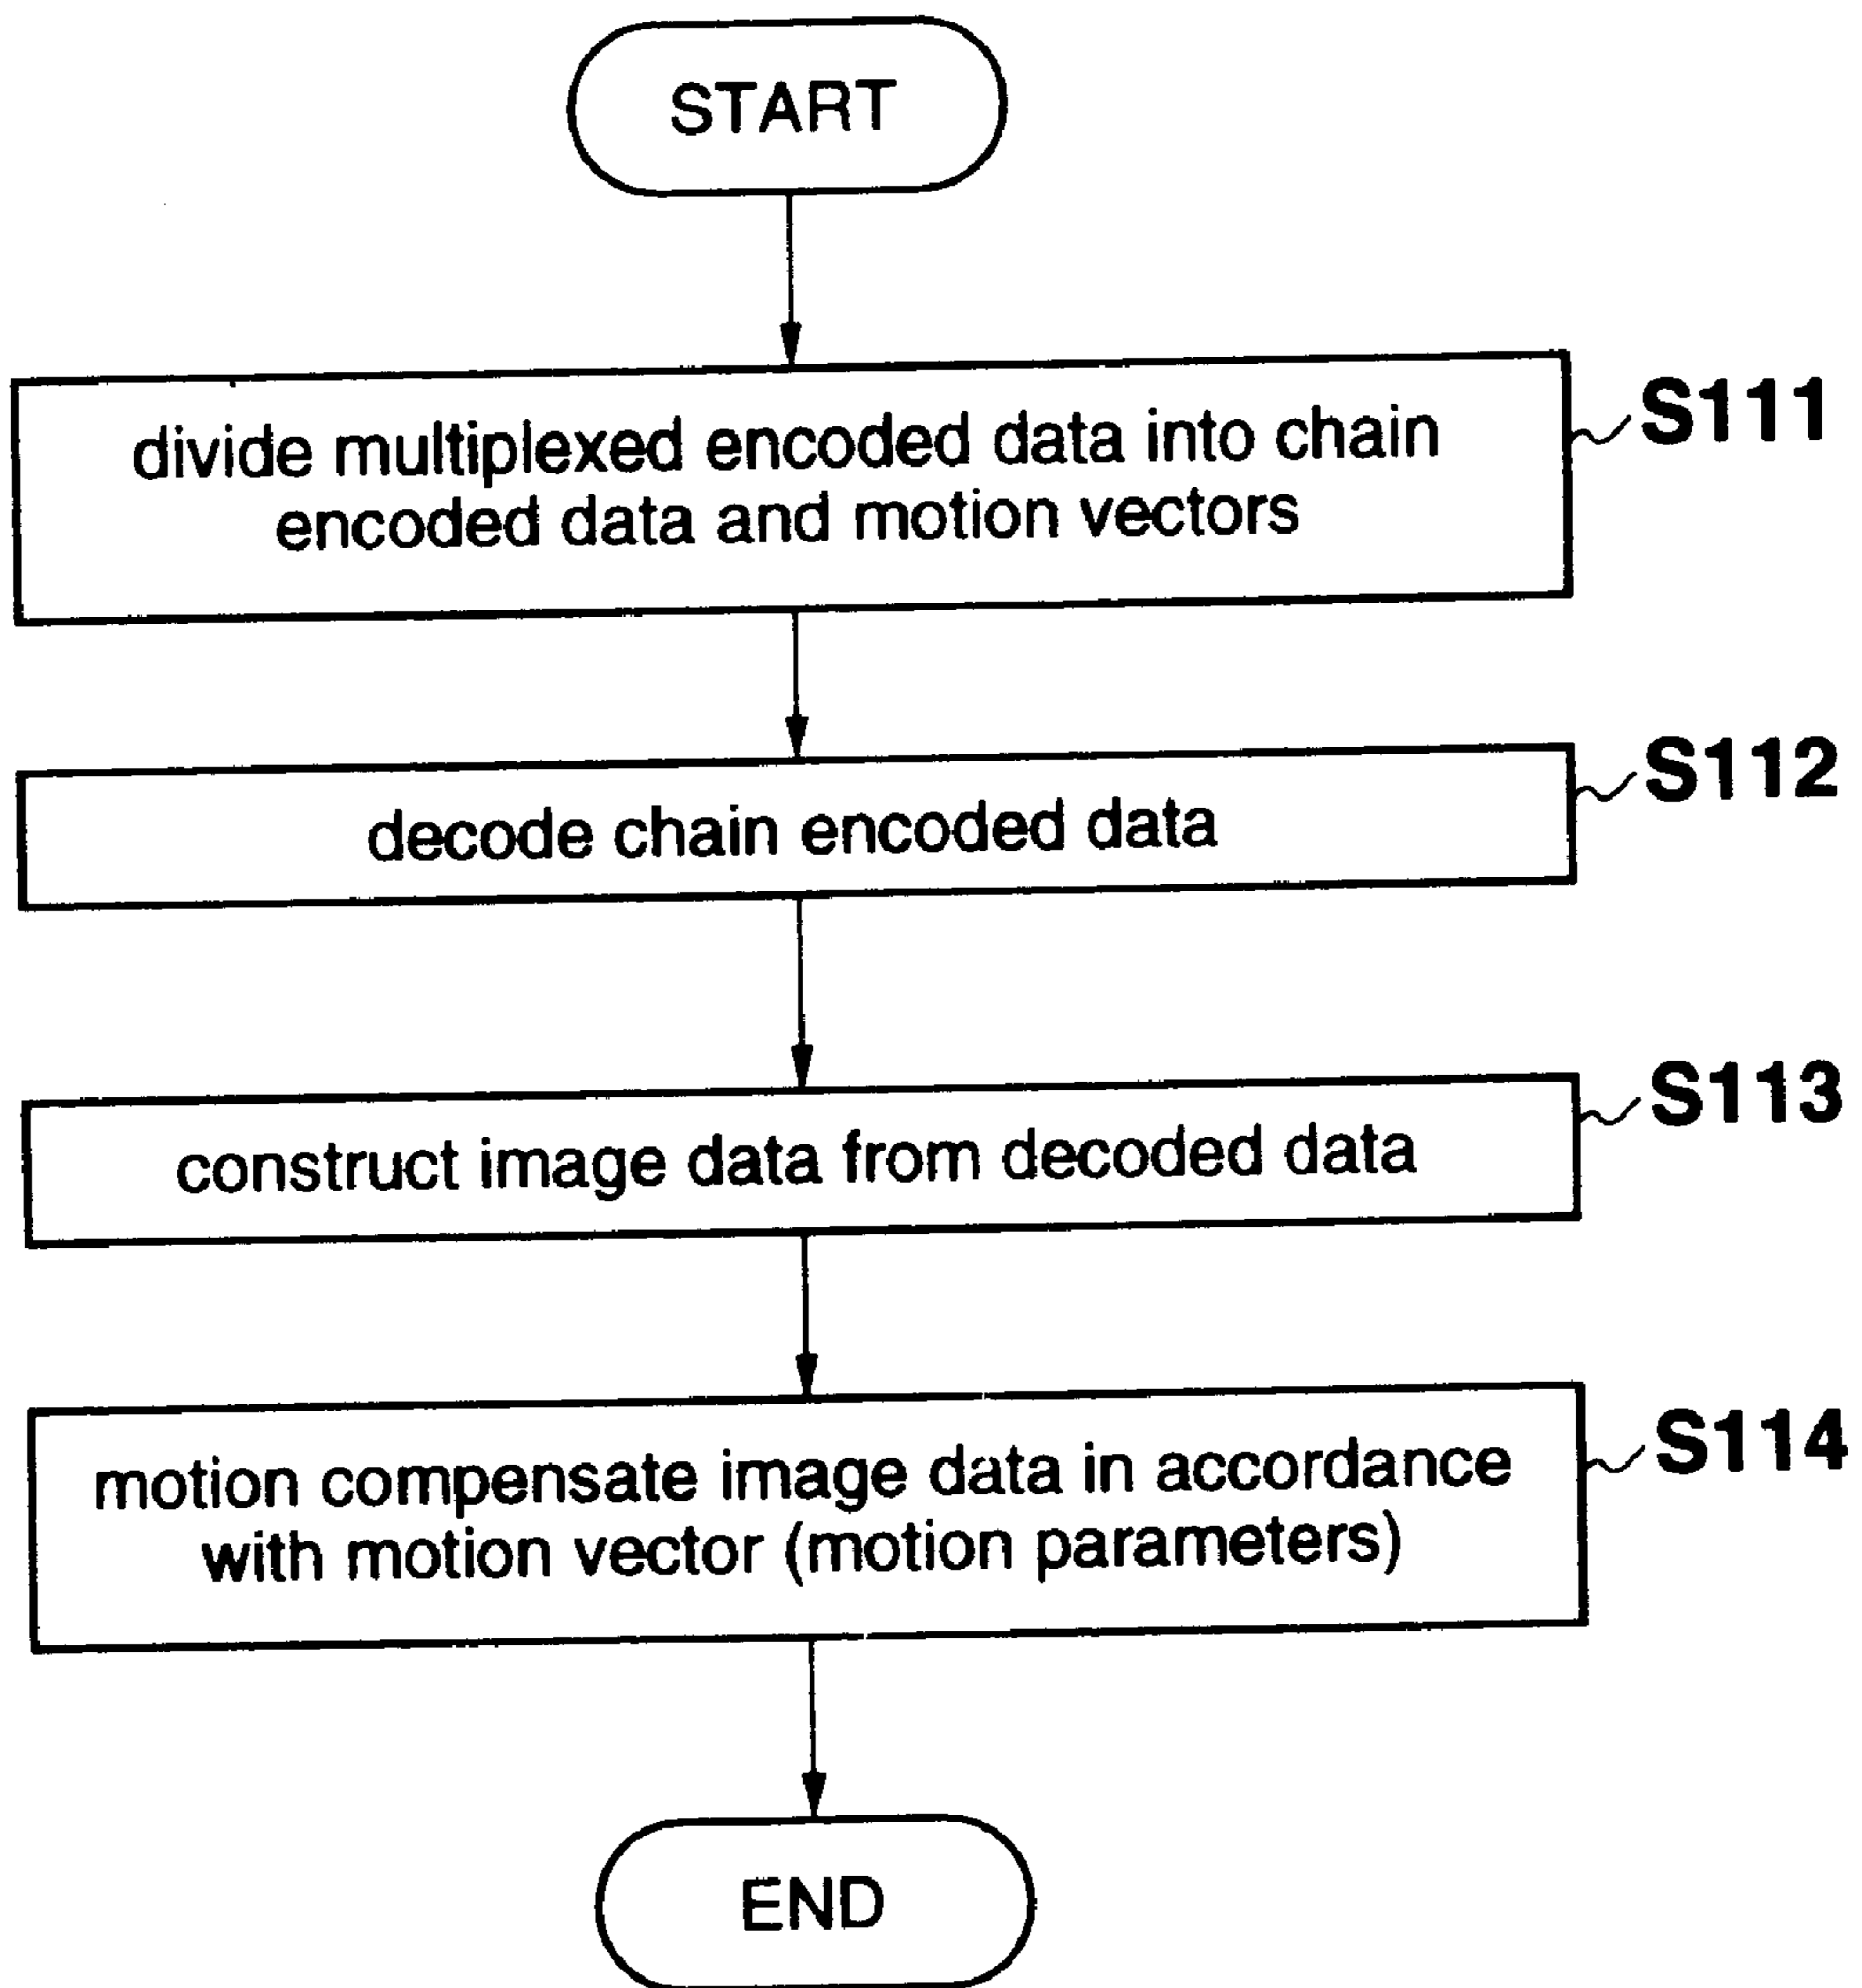 START
divide multiplexed encoded data into chain
encoded data and motion vectors
S111
decode chain encoded data
S112
construct image data from decoded data
S113
motion compensate image data in accordance
with motion vector (motion parameters)
S114
END